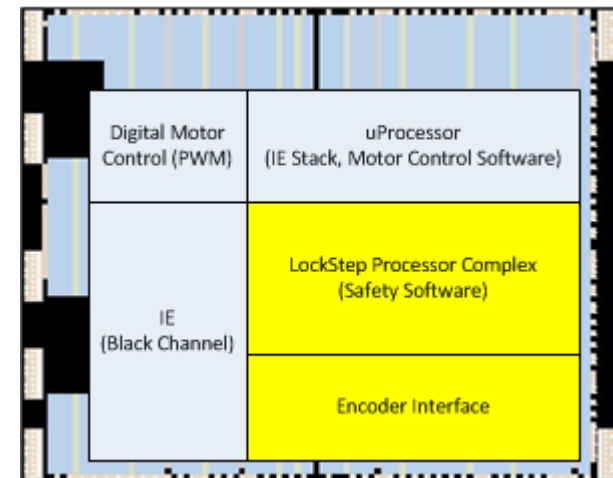 Digital Motor
Control (PWM)
uProcessor
(IE Stack, Motor Control Software)
LockStep Processor Complex
(Safety Software)
IE
(Black Channel)
Encoder Interface